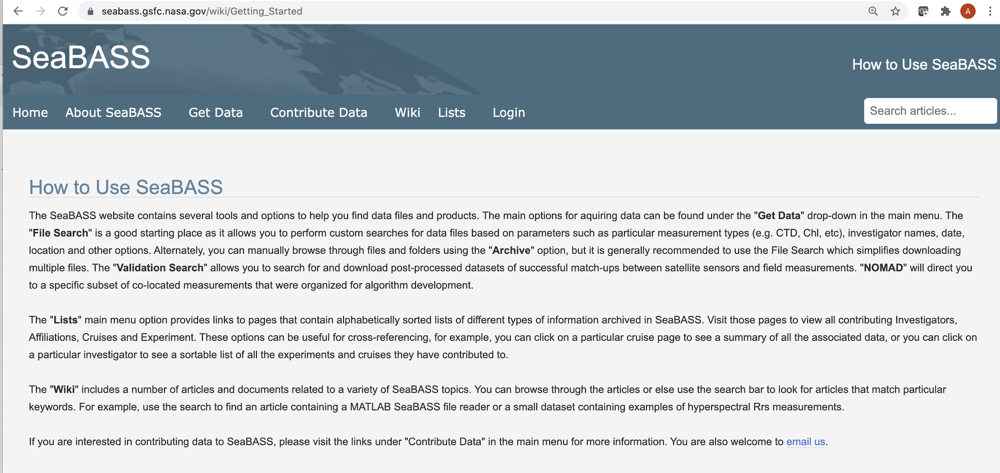 seabass.gsfc.nasa.gov/wiki/Getting_Started
A
SeaBASS
How to Use SeaBASS
Home About SeaBASS Get Data Contribute Data Wiki Lists Login
Search articles...
How to Use SeaBASS
The SeaBASS website contains several tools and options to help you find data files and products. The main options for aquiring data can be found under the "Get Data" drop-down in the main menu. The
"File Search" is a good starting place as it allows you to perform custom searches for data files based on parameters such as particular measurement types (e.g. CTD, Chl, etc), investigator names, date,
location and other options. Alternately, you can manually browse through files and folders using the "Archive" option, but it is generally recommended to use the File Search which simplifies downloading
multiple files. The "Validation Search" allows you to search for and download post-processed datasets of successful match-ups between satellite sensors and field measurements. "NOMAD" will direct you
to a specific subset of co-located measurements that were organized for algorithm development.
The "Lists" main menu option provides links to pages that contain alphabetically sorted lists of different types of information archived in SeaBASS. Visit those pages to view all contributing Investigators,
Affiliations, Cruises and Experiment. These options can be useful for cross-referencing, for example, you can click on a particular cruise page to see a summary of all the associated data, or you can click on
a particular investigator to see a sortable list of all the experiments and cruises they have contributed to.
The "Wiki" includes a number of articles and documents related to a variety of SeaBASS topics. You can browse through the articles or else use the search bar to look for articles that match particular
keywords. For example, use the search to find an article containing a MATLAB SeaBASS file reader or a small dataset containing examples of hyperspectral Rrs measurements.
If you are interested in contributing data to SeaBASS, please visit the links under "Contribute Data" in the main menu for more information. You are also welcome to email us.